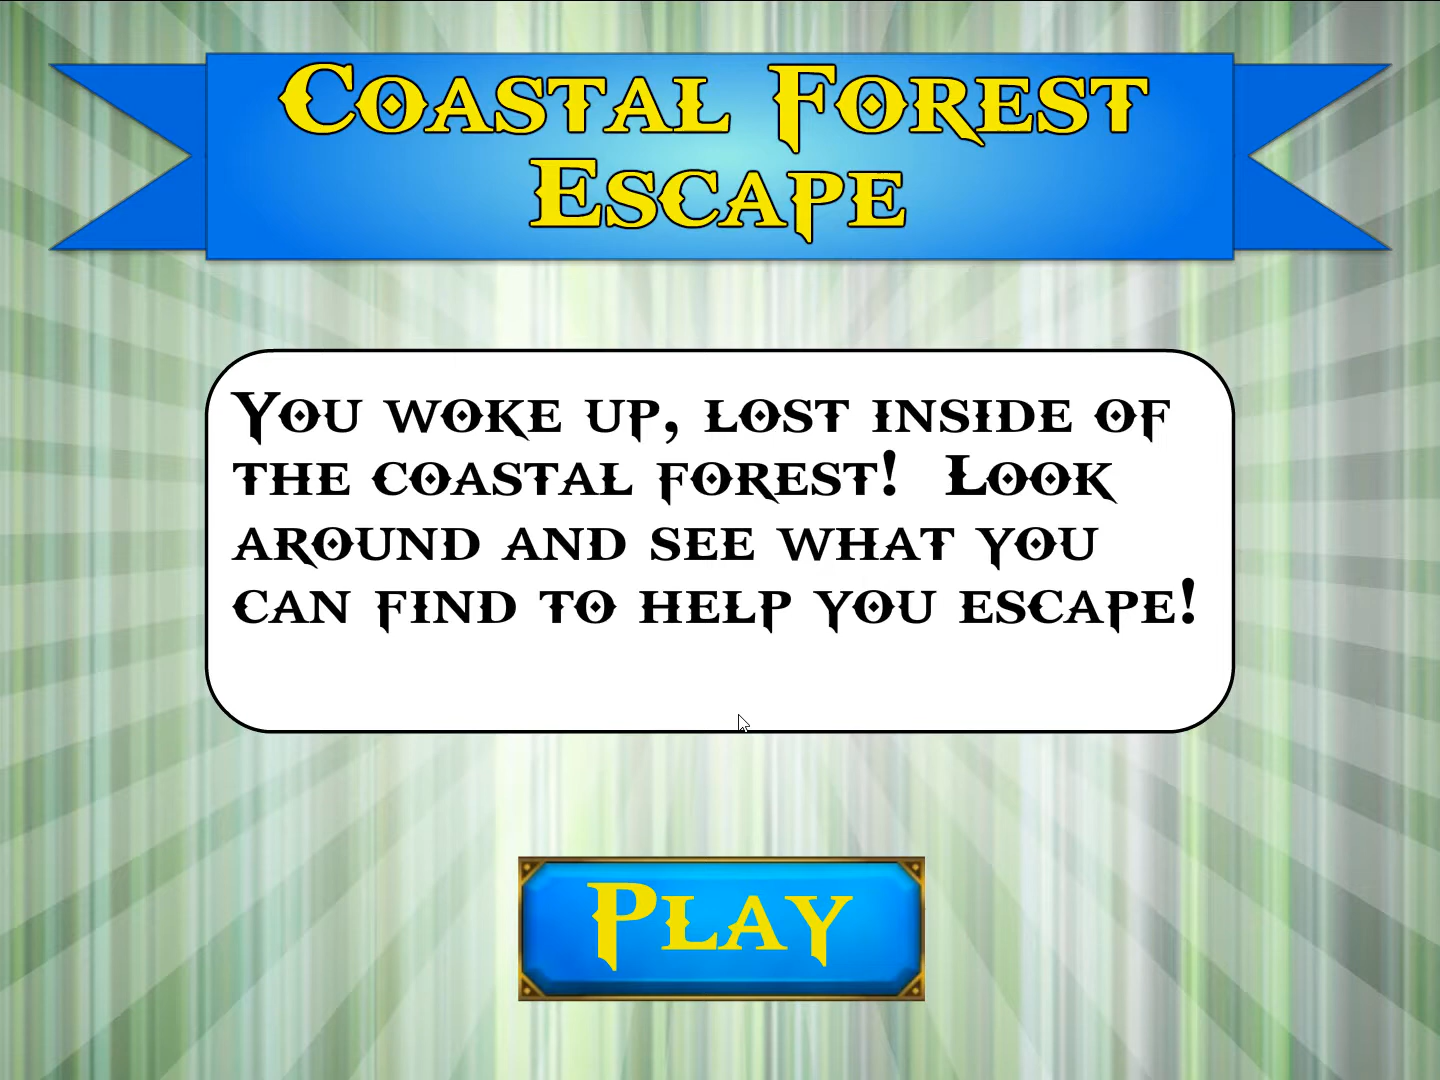 Coastal Forest
Escape
You woke up, lost inside of
the coastal forest!  Look
around and see what you
can find to help you escape!
Play